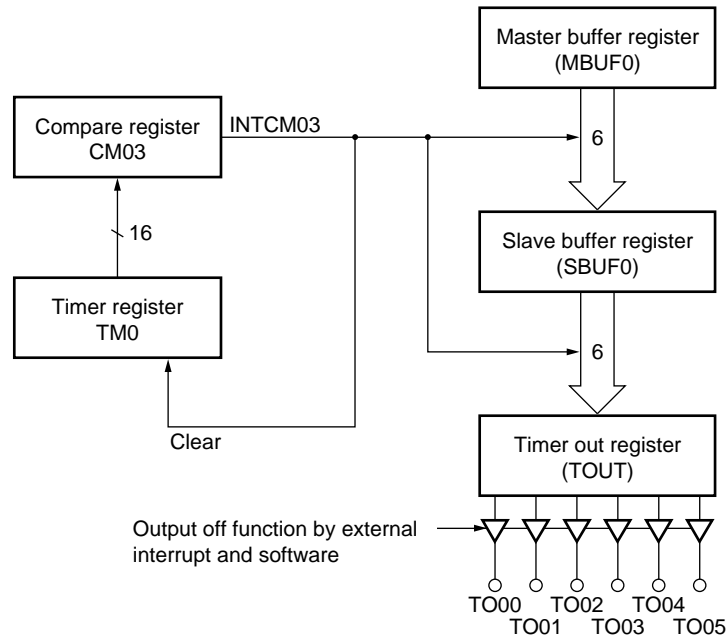 Master buffer register
(MBUF0)
Compare register
CM03
INTCM03
6
16
Slave buffer register
(SBUF0)
Timer register
TM0
6
Clear
Timer out register
(TOUT)
Output off function by external
interrupt and software
TO00
TO02
TO04
TO01
TO03
TO05